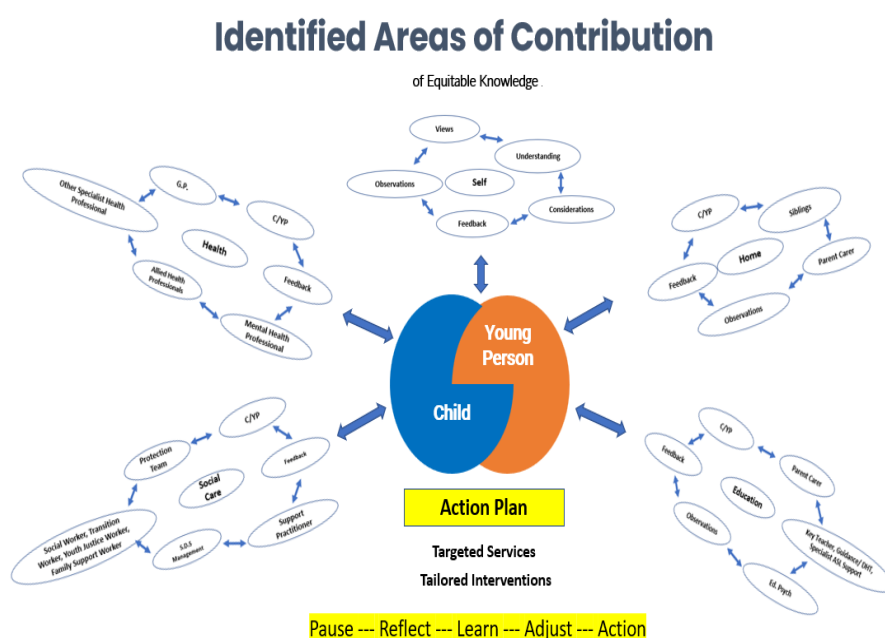 Identified Areas of Contribution
of Equitable Knowledge
Views
Understanding
Considerations
Feedback
Observations
Self
Other Specialist Health
Professional
G.P.
C/YP
Feedback
Mental Health
Professional
Allied Health
Professionals
Health
C/YP
Siblings
Parent Carer
Observations
Feedback
Home
Young
Person
Child
Protection
Team
C/YP
Feedback
Support
Practitioner
S.D.S
Management
Social Worker, Transition
Worker, Youth Justice Worker,
Family Support Worker
Social
Care
C/YP
Parent Carer
Key Teacher, Guidance/ DHT,
Specialist ASL Support
Ed. Psych
Observations
Feedback
Education
Action Plan
Targeted Services
Tailored Interventions
Pause --- Reflect --- Learn --- Adjust --- Action